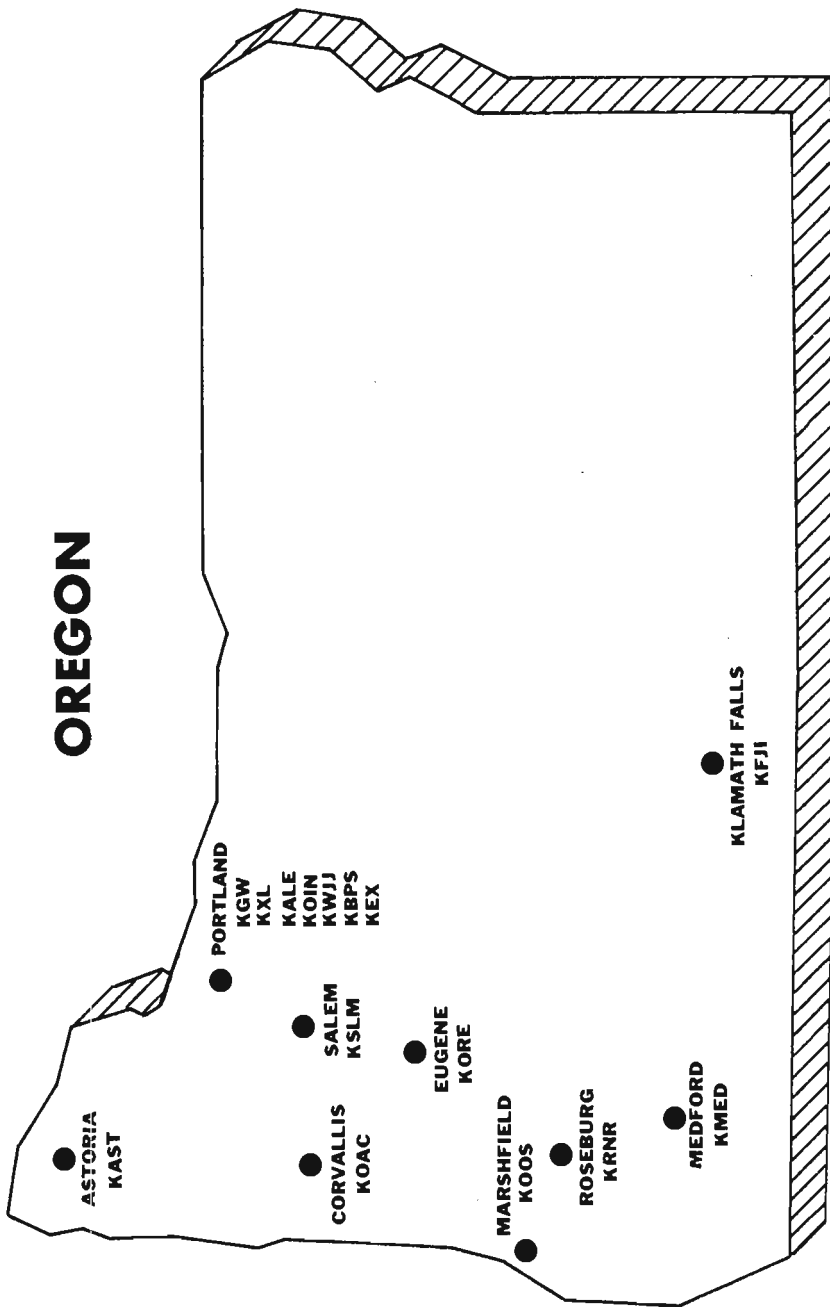 OREGON
ASTORIA
KAST
PORTLAND
KGW
KXL
KALE
KOIN
KWJJ
KBPS
KEX
SALEM
KSLM
CORVALLIS
KOAC
EUGENE
KORE
MARSHFIELD
KOOS
ROSEBURG
KRNR
MEDFORD
KMED
KLAMATH FALLS
KFJI